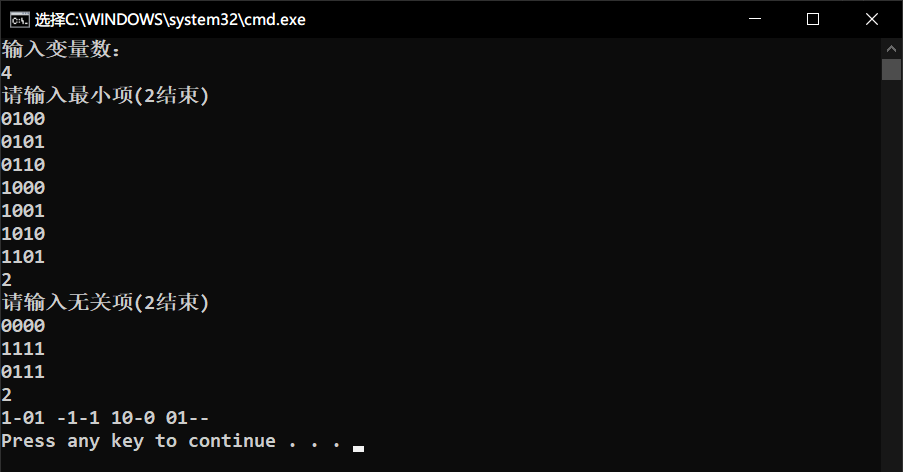 选择C:\WINDOWS\system32\cmd.exe
输入变量数:
4
请输入最小项(2结束)
0100
0101
0110
1000
1001
1010
1101
2
请输入无关项(2结束)
0000
1111
0111
2
1-01 -1-1 10-0 01--
Press any key to continue . . .